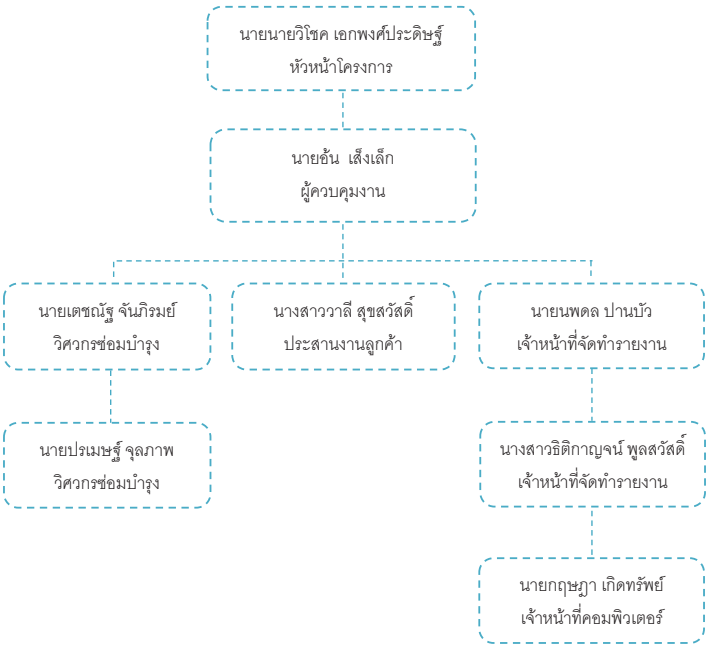 นายนายวิโชค เอกพงศ์ประดิษฐ์
หัวหน้าโครงการ
นายอ้น เส็งเล็ก
ผู้ควบคุมงาน
นายเตชณัฐ จันภิรมย์
วิศวกรซ่อมบำรุง
นางสาววาลี สุขสวัสดิ์
ประสานงานลูกค้า
นายนพดล ปานบัว
เจ้าหน้าที่จัดทำรายงาน
นายปรเมษฐ์ จุลภาพ
วิศวกรซ่อมบำรุง
นางสาวธิติกาญจน์ พูลสวัสดิ์
เจ้าหน้าที่จัดทำรายงาน
นายกฤษฎา เกิดทรัพย์
เจ้าหน้าที่คอมพิวเตอร์